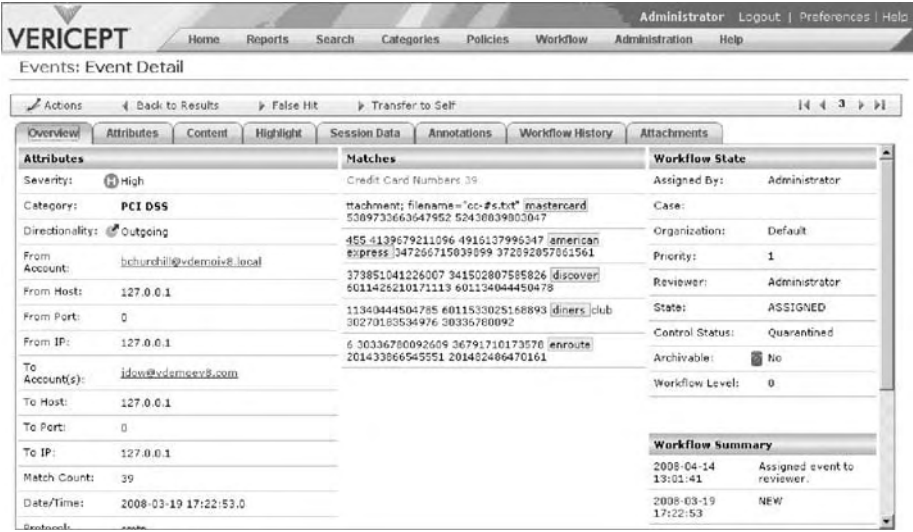 Administrator Logout | Preferences | Help
VERICEPT
Home Reports Search Categories Policies Workflow Administration Help
Events: Event Detail
Actions Back to Results False Hit Transfer to Self 3
Overview Attributes Content Highlight Session Data Annotations Workflow History Attachments
Attributes
Severity: H High
Category: PCI DSS
Directionality: Outgoing
From
Account: bchurchill@vdemoiv8.local
From Host: 127.0.0.1
From Port: 0
From IP: 127.0.0.1
To
Account(s): jdow@vdemoev8.com
To Host: 127.0.0.1
To Port: 0
To IP: 127.0.0.1
Match Count: 39
Date/Time: 2008-03-19 17:22:53.0
Matches
Credit Card Numbers 39
ttachment; filename="cc-#s.txt" mastercard
5389733663647952 52438839803047
455 4139679211096 4916137996347 american
express 347266715839899 372892857861561
373851041226007 341502807585826 discover
6011426210171113 601134044450478
11340444504785 6011533025168893 diners club
30270183534976 30336780092
6 30336780092609 36791710173578 enroute
201433866545551 201482486470161
Workflow State
Assigned By: Administrator
Case:
Organization: Default
Priority: 1
Reviewer: Administrator
State: ASSIGNED
Control Status: Quarantined
Archivable: No
Workflow Level: 0
Workflow Summary
2008-04-14
13:01:41
Assigned event to
reviewer.
2008-03-19
17:22:53
NEW